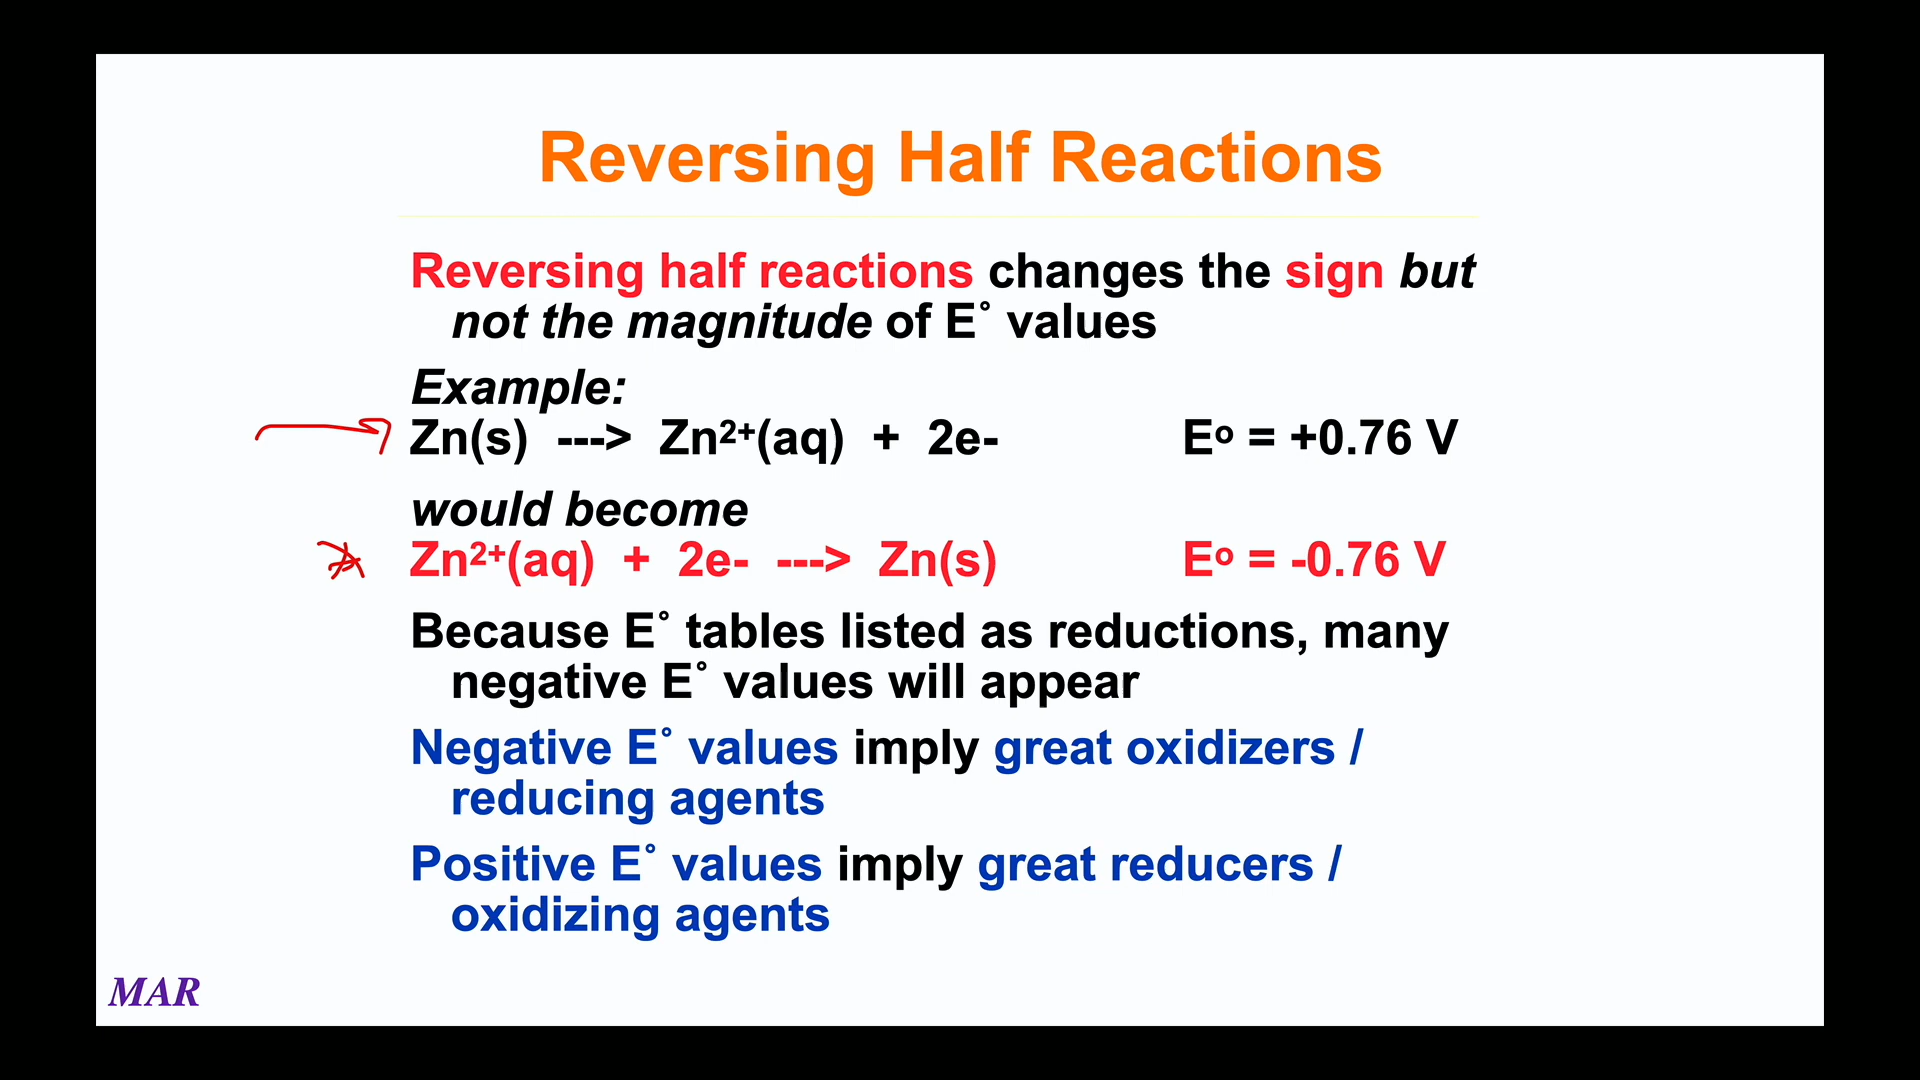 Reversing Half Reactions
Reversing half reactions changes the sign but
not the magnitude of E˚ values
Example:
Zn(s) ---> Zn²⁺(aq) + 2e- Eº = +0.76 V
would become
Zn²⁺(aq) + 2e- ---> Zn(s) Eº = -0.76 V
Because E˚ tables listed as reductions, many
negative E˚ values will appear
Negative E˚ values imply great oxidizers /
reducing agents
Positive E˚ values imply great reducers /
oxidizing agents
MAR